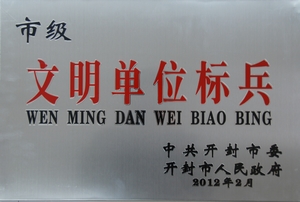 市级
文明单位标兵
WEN MING DAN WEI BIAO BING
中共开封市委
开封市人民政府
2012年2月